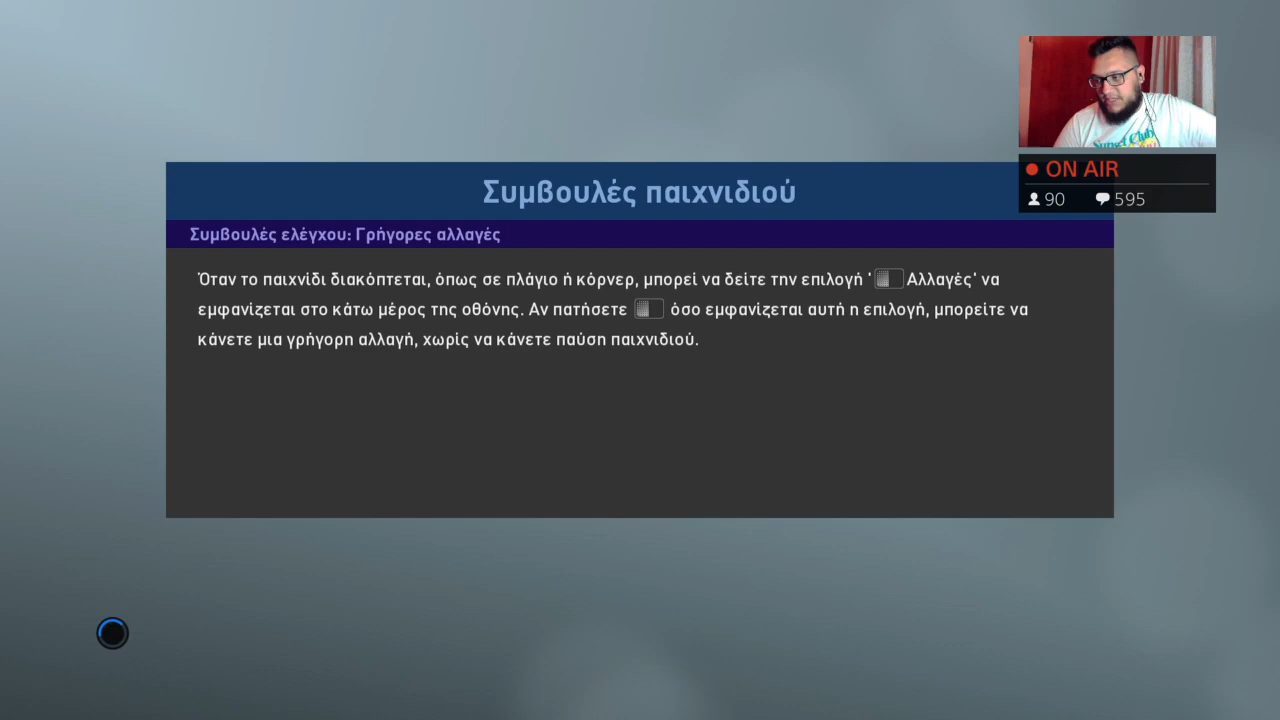 Συμβουλές παιχνιδιού
ON AIR
90 595
Συμβουλές ελέγχου: Γρήγορες αλλαγές
Όταν το παιχνίδι διακόπτεται, όπως σε πλάγιο ή κόρνερ, μπορεί να δείτε την επιλογή ' Αλλαγές' να
εμφανίζεται στο κάτω μέρος της οθόνης. Αν πατήσετε όσο εμφανίζεται αυτή η επιλογή, μπορείτε να
κάνετε μια γρήγορη αλλαγή, χωρίς να κάνετε παύση παιχνιδιού.
Sunset Club